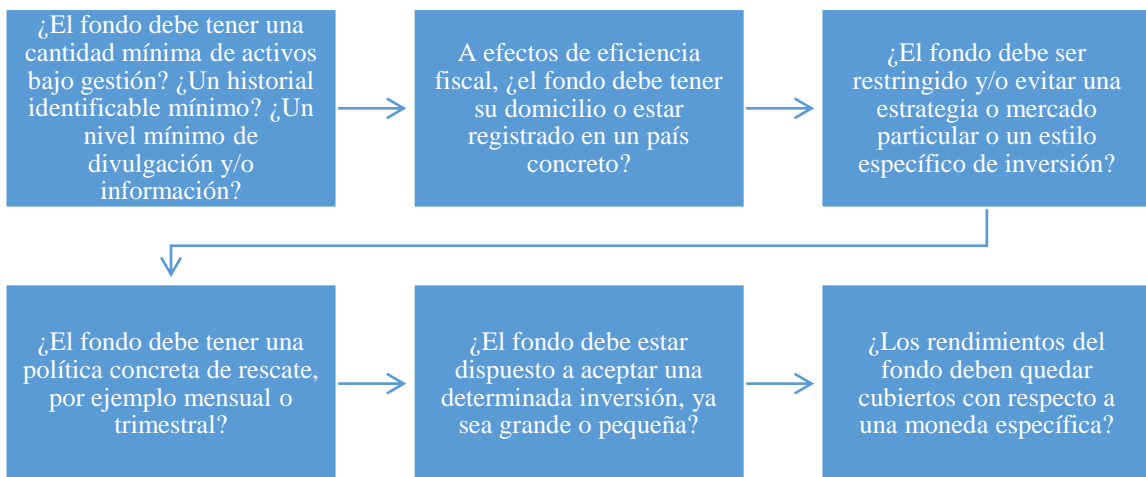 ¿El fondo debe tener una
cantidad mínima de activos
bajo gestión? ¿Un historial
identificable mínimo? ¿Un
nivel mínimo de
divulgación y/o
información?
A efectos de eficiencia
fiscal, ¿el fondo debe tener
su domicilio o estar
registrado en un país
concreto?
¿El fondo debe ser
restringido y/o evitar una
estrategia o mercado
particular o un estilo
específico de inversión?
¿El fondo debe tener una
política concreta de rescate,
por ejemplo mensual o
trimestral?
¿El fondo debe estar
dispuesto a aceptar una
determinada inversión, ya
sea grande o pequeña?
¿Los rendimientos del
fondo deben quedar
cubiertos con respecto a
una moneda específica?